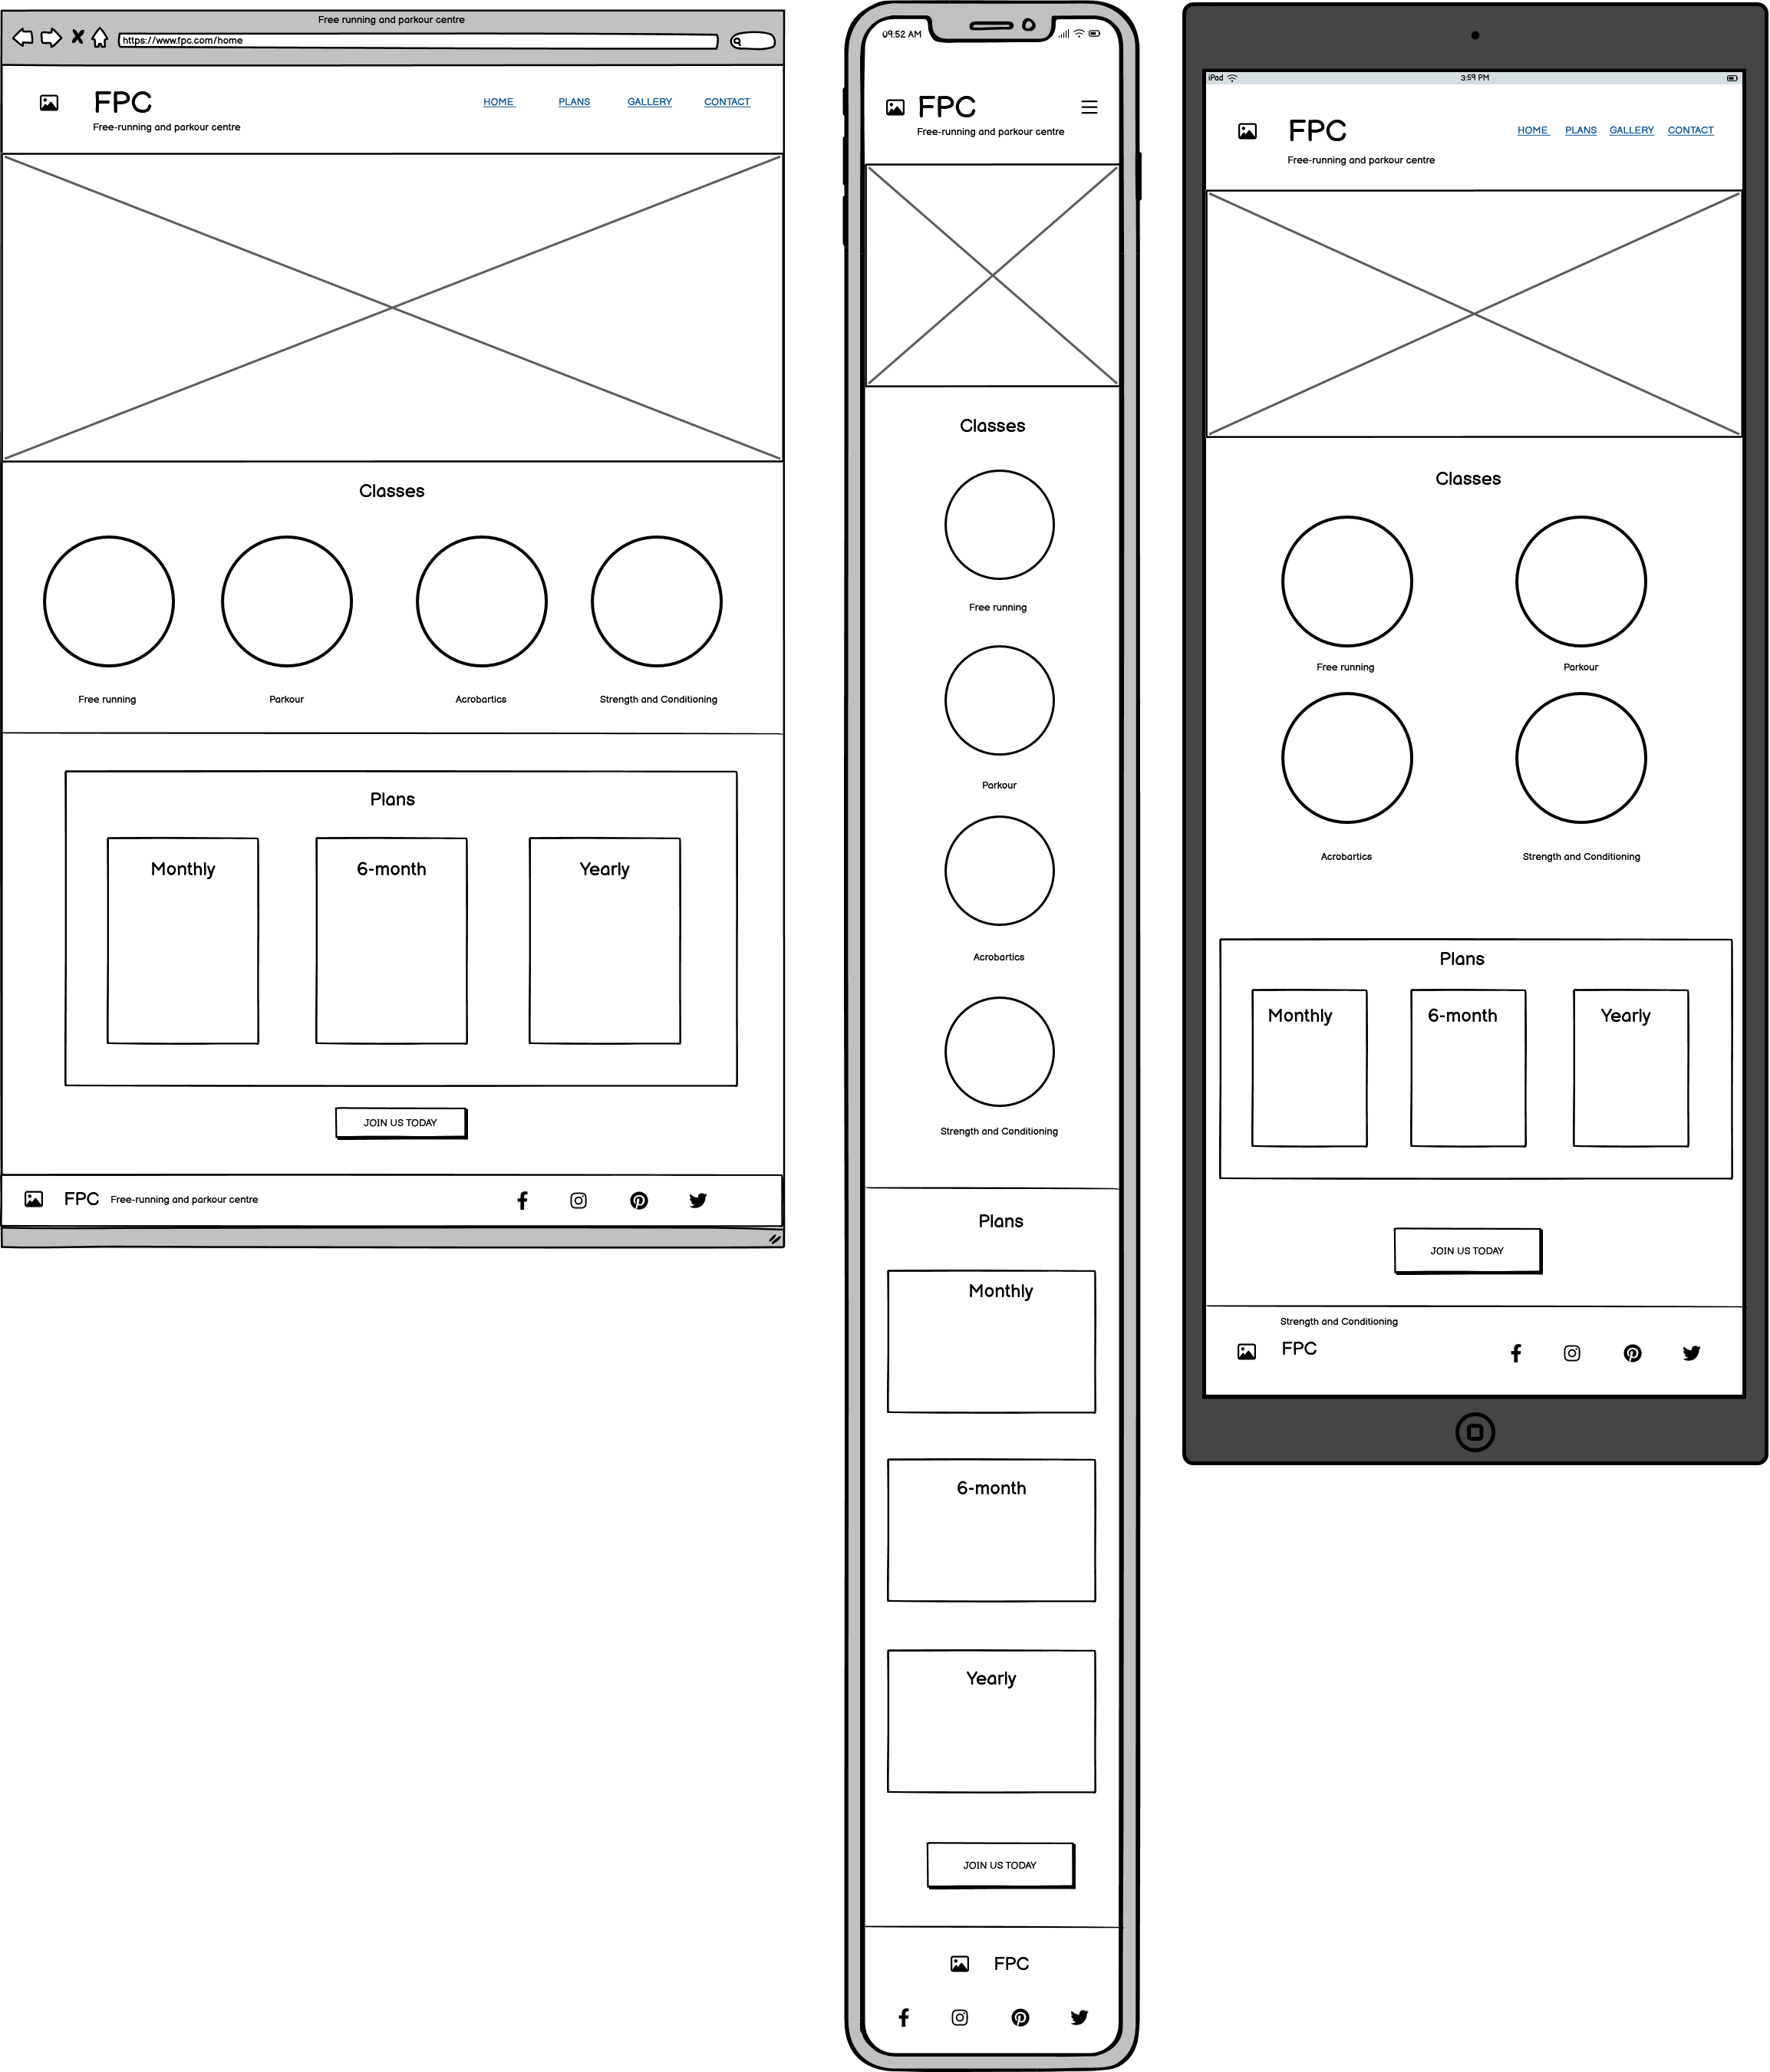 Free running and parkour centre
https://www.fpc.com/home
FPC
Free-running and parkour centre
HOME PLANS GALLERY CONTACT
Classes
Free running Parkour Acrobartics Strength and Conditioning
Plans
Monthly 6-month Yearly
JOIN US TODAY
FPC Free-running and parkour centre
09:52 AM
FPC
Free-running and parkour centre
Classes
Free running
Parkour
Acrobartics
Strength and Conditioning
Plans
Monthly
6-month
Yearly
JOIN US TODAY
FPC
iPad 3:59 PM
FPC
Free-running and parkour centre
HOME PLANS GALLERY CONTACT
Classes
Free running Parkour
Acrobartics Strength and Conditioning
Plans
Monthly 6-month Yearly
JOIN US TODAY
Strength and Conditioning
FPC